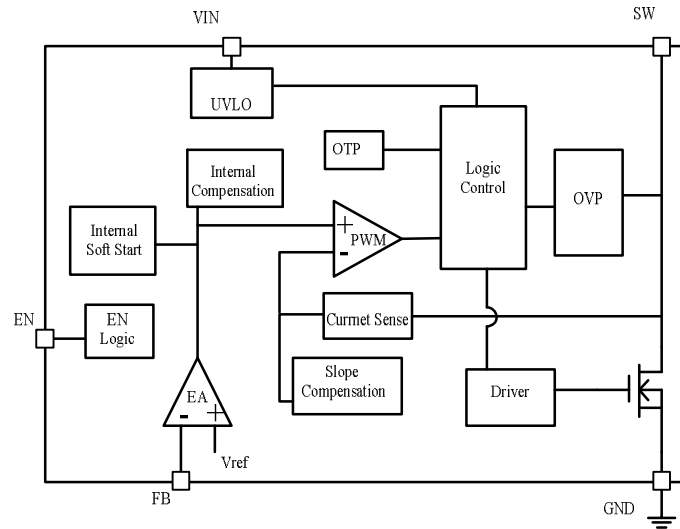 VIN
SW
UVLO
OTP
Logic
Control
OVP
Internal
Compensation
+
PWM
-
Internal
Soft Start
EN
EN
Logic
Currnet Sense
Slope
Compensation
Driver
EA
-
+
Vref
FB
GND